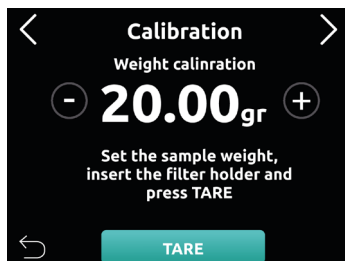 Calibration
Weight calinration
- 20.00gr +
Set the sample weight,
insert the filter holder and
press TARE
TARE